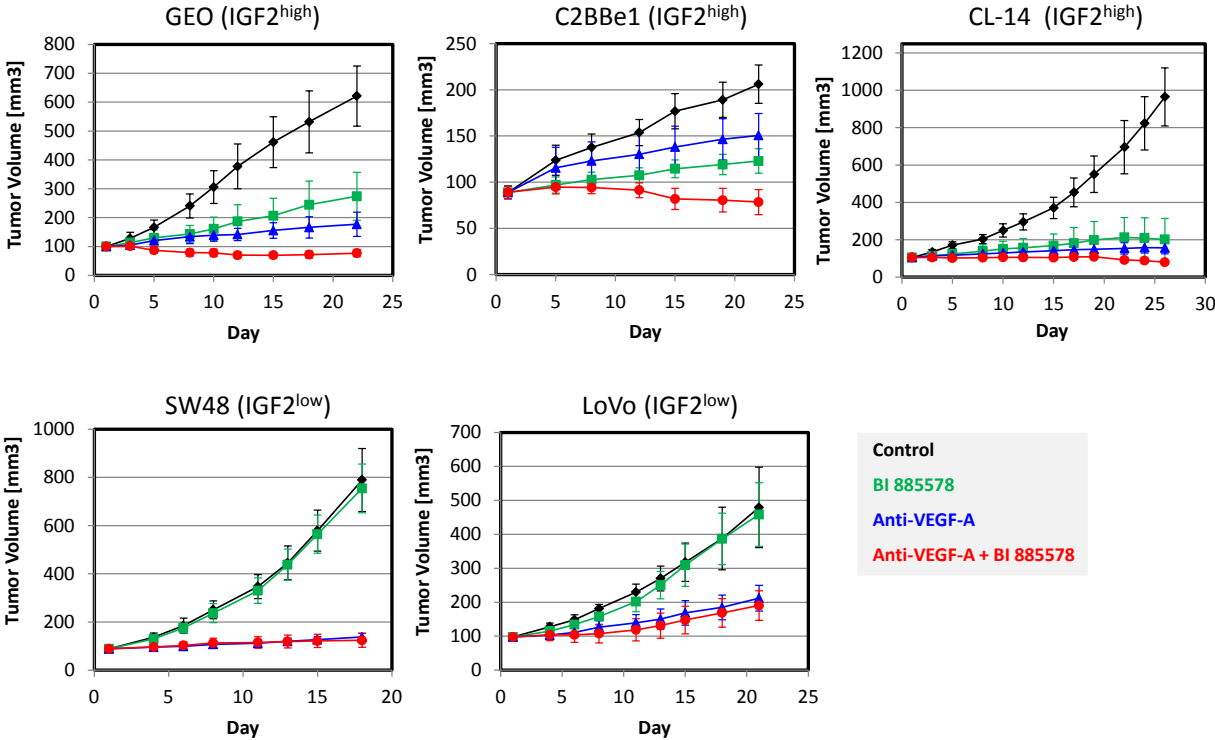 GEO (IGF2high)
Tumor Volume [mm3]
800
700
600
500
400
300
200
100
0
0 5 10 15 20 25
Day
C2BBe1 (IGF2high)
Tumor Volume [mm3]
250
200
150
100
50
0
0 5 10 15 20 25
Day
CL-14 (IGF2high)
Tumor Volume [mm3]
1200
1000
800
600
400
200
0
0 5 10 15 20 25 30
Day
SW48 (IGF2low)
Tumor Volume [mm3]
1000
800
600
400
200
0
0 5 10 15 20
Day
LoVo (IGF2low)
Tumor Volume [mm3]
700
600
500
400
300
200
100
0
0 5 10 15 20 25
Day
Control
BI 885578
Anti-VEGF-A
Anti-VEGF-A + BI 885578